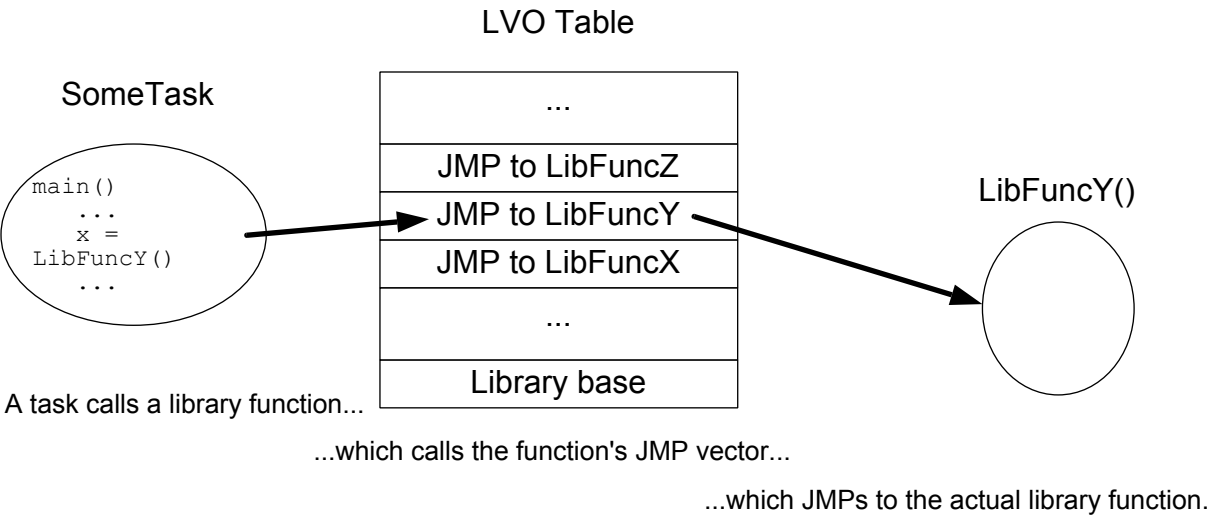 LVO Table
SomeTask
main()
...
x =
LibFuncY()
...
...
JMP to LibFuncZ
JMP to LibFuncY
JMP to LibFuncX
...
Library base
LibFuncY()
A task calls a library function...
...which calls the function's JMP vector...
...which JMPs to the actual library function.